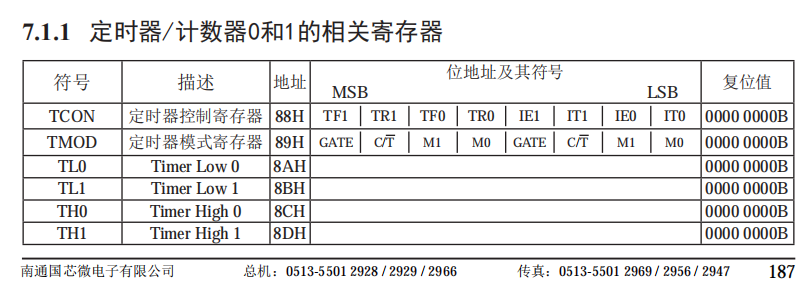 7.1.1 定时器/计数器0和1的相关寄存器
符号 描述 地址 位地址及其符号 复位值
MSB LSB
TCON 定时器控制寄存器 88H TF1 TR1 TF0 TR0 IE1 IT1 IE0 IT0 0000 0000B
TMOD 定时器模式寄存器 89H GATE C/T̅ M1 M0 GATE C/T̅ M1 M0 0000 0000B
TL0 Timer Low 0 8AH 0000 0000B
TL1 Timer Low 1 8BH 0000 0000B
TH0 Timer High 0 8CH 0000 0000B
TH1 Timer High 1 8DH 0000 0000B
南通国芯微电子有限公司 总机：0513-5501 2928 / 2929 / 2966 传真：0513-5501 2969 / 2956 / 2947 187